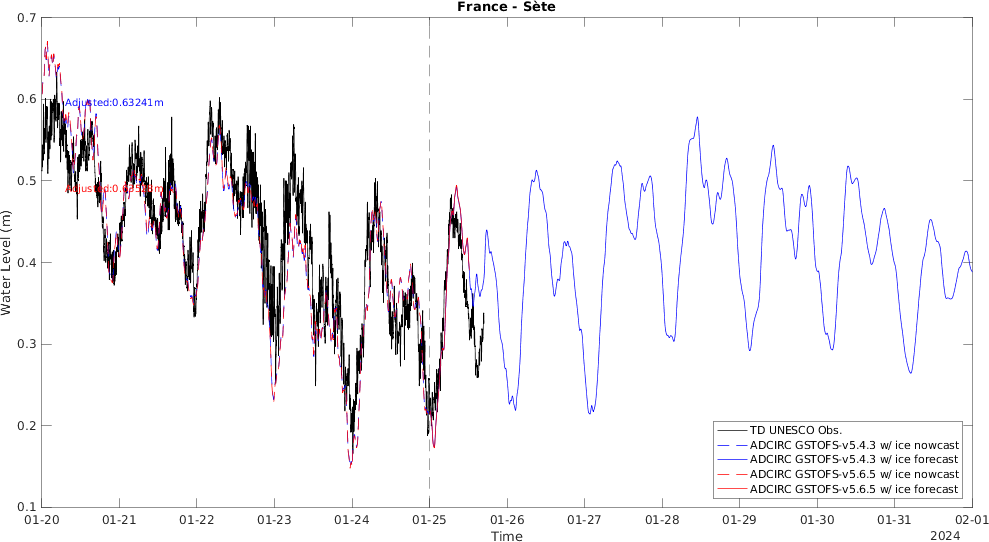 France - Sète
0.7
0.6
0.5
0.4
0.3
0.2
0.1
Water Level (m)
Adjusted:0.63241m
TD UNESCO Obs.
ADCIRC GSTOFS-v5.4.3 w/ ice nowcast
ADCIRC GSTOFS-v5.4.3 w/ ice forecast
ADCIRC GSTOFS-v5.6.5 w/ ice nowcast
ADCIRC GSTOFS-v5.6.5 w/ ice forecast
01-20 01-21 01-22 01-23 01-24 01-25 01-26 01-27 01-28 01-29 01-30 01-31 02-01
Time
2024